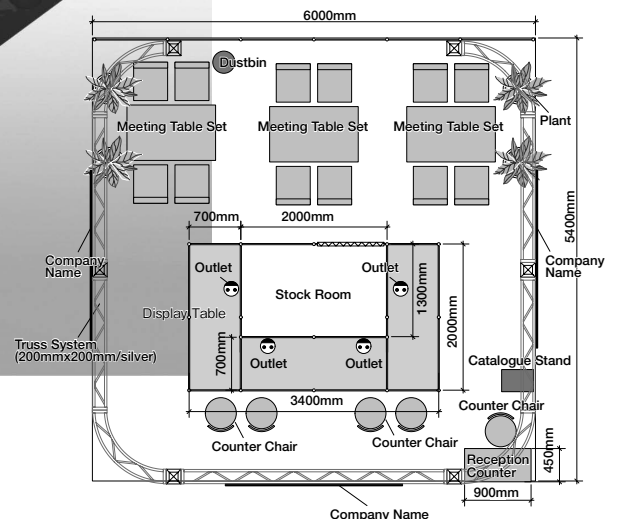 6000mm
Dustbin
Meeting Table Set
Meeting Table Set
Meeting Table Set
Plant
5400mm
700mm
2000mm
Company
Name
Company
Name
Outlet
Outlet
Stock Room
1300mm
2000mm
Display Table
Truss System
(200mmx200mm/silver)
700mm
Outlet
Outlet
Catalogue Stand
3400mm
Counter Chair
Counter Chair
Counter Chair
Reception
Counter
450mm
900mm
Company Name